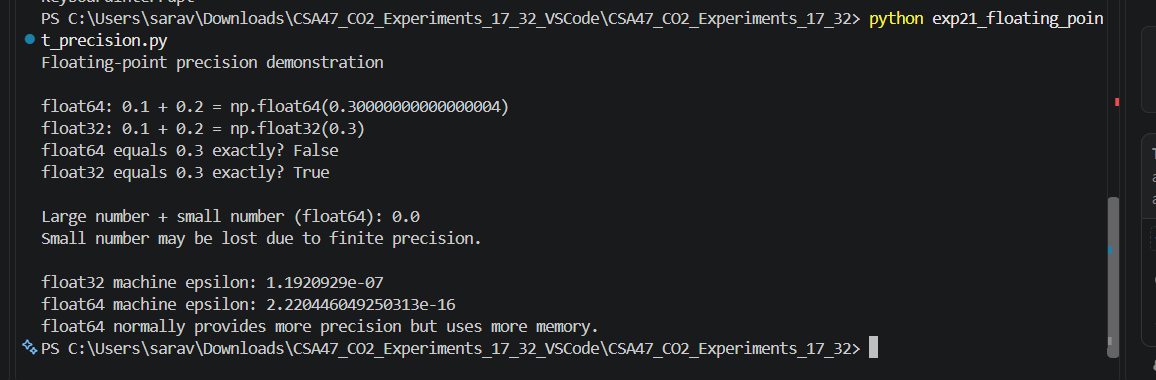 PS C:\Users\sarav\Downloads\CSA47_CO2_Experiments_17_32_VSCode\CSA47_CO2_Experiments_17_32> python exp21_floating_poin
t_precision.py
Floating-point precision demonstration
float64: 0.1 + 0.2 = np.float64(0.30000000000000004)
float32: 0.1 + 0.2 = np.float32(0.3)
float64 equals 0.3 exactly? False
float32 equals 0.3 exactly? True
Large number + small number (float64): 0.0
Small number may be lost due to finite precision.
float32 machine epsilon: 1.1920929e-07
float64 machine epsilon: 2.220446049250313e-16
float64 normally provides more precision but uses more memory.
PS C:\Users\sarav\Downloads\CSA47_CO2_Experiments_17_32_VSCode\CSA47_CO2_Experiments_17_32>